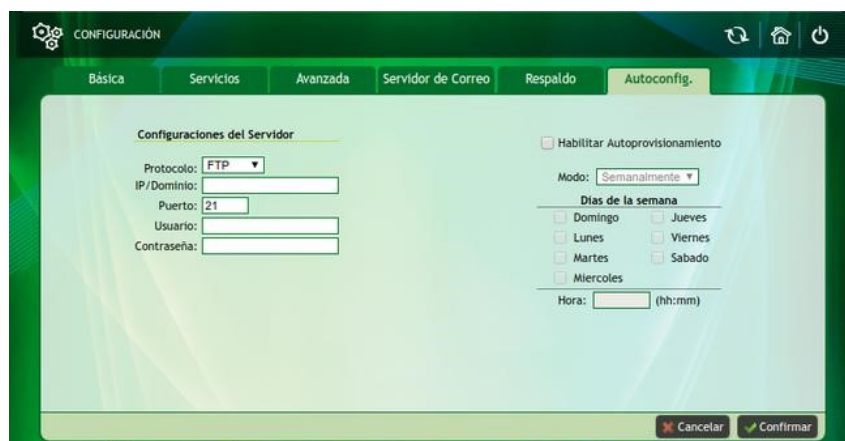 CONFIGURACIÓN
Básica Servicios Avanzada Servidor de Correo Respaldo Autoconfig.
Configuraciones del Servidor
Protocolo: FTP
IP/Dominio:
Puerto: 21
Usuario:
Contraseña:
Habilitar Autoprovisionamiento
Modo: Semanalmente
Dias de la semana
Domingo Jueves
Lunes Viernes
Martes Sabado
Miercoles
Hora: (hh:mm)
Cancelar Confirmar